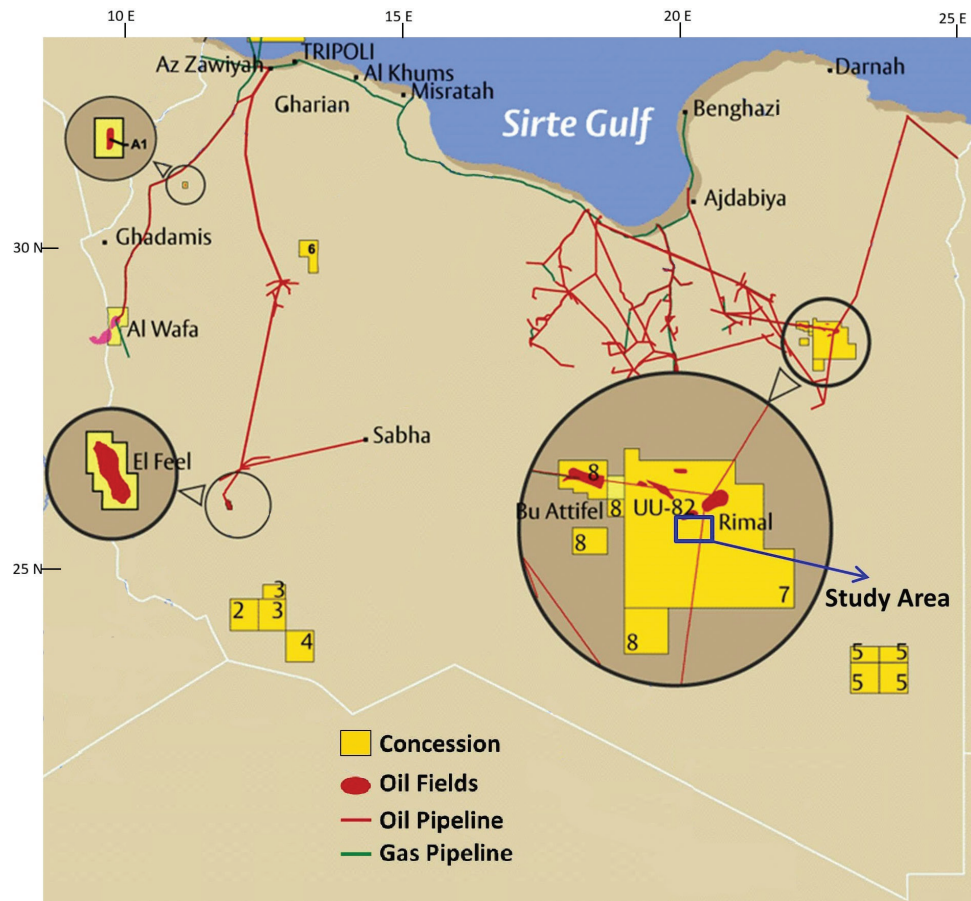 10 E
15 E
20 E
25 E
TRIPOLI
Az Zawiyah
Al Khums
Misratah
Gharian
Darnah
Benghazi
Sirte Gulf
A1
Ajdabiya
Ghadamis
30 N
6
Al Wafa
Sabha
El Feel
8
Bu Attifel
8
UU-82
Rimal
8
25 N
7
Study Area
3
2
3
4
8
5
5
5
5
Concession
Oil Fields
Oil Pipeline
Gas Pipeline